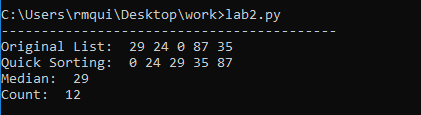 C:\Users\rmqui\Desktop\work>lab2.py
------------------------------------------
Original List:  29 24 0 87 35
Quick Sorting:  0 24 29 35 87
Median:  29
Count:  12